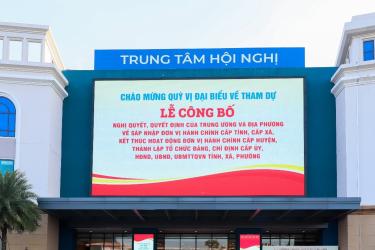 TRUNG TÂM HỘI NGHỊ
CHÀO MỪNG QUÝ VỊ ĐẠI BIỂU VỀ THAM DỰ
LỄ CÔNG BỐ
NGHỊ QUYẾT, QUYẾT ĐỊNH CỦA TRUNG ƯƠNG VÀ ĐỊA PHƯƠNG
VỀ SÁP NHẬP ĐƠN VỊ HÀNH CHÍNH CẤP TỈNH, CẤP XÃ,
KẾT THÚC HOẠT ĐỘNG ĐƠN VỊ HÀNH CHÍNH CẤP HUYỆN,
THÀNH LẬP TỔ CHỨC ĐẢNG, CHỈ ĐỊNH CẤP ỦY,
HĐND, UBND, UBMTTQVN TỈNH, XÃ, PHƯỜNG